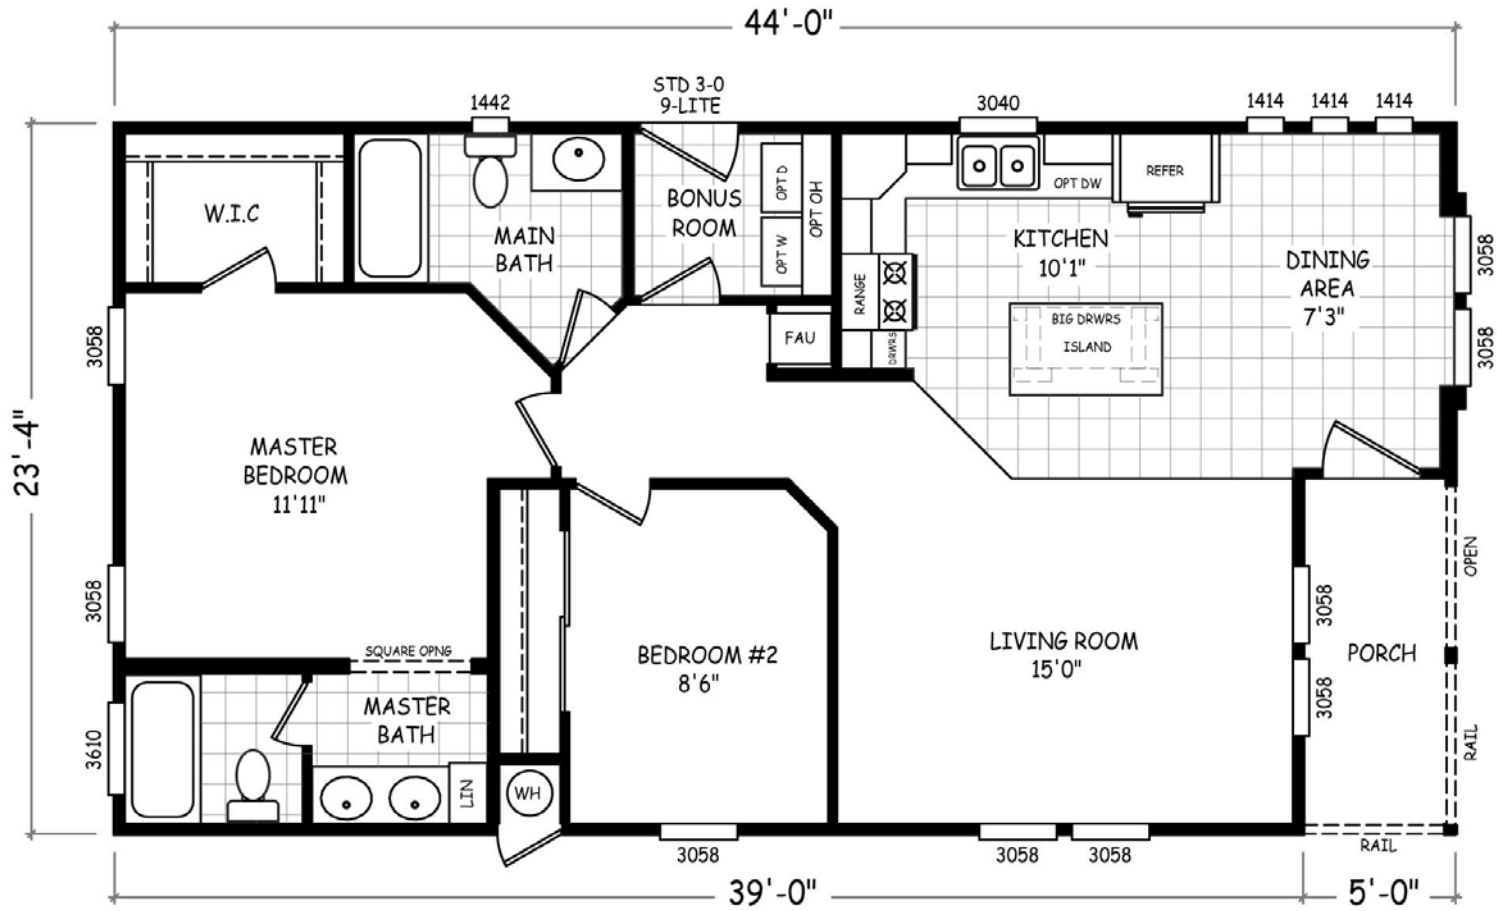 44'-0"
STD 3-0
9-LITE
1442
3040
1414
1414
1414
W.I.C
MAIN
BATH
BONUS
ROOM
OPT D
OPT W
OPT OH
OPT DW
REFER
KITCHEN
10'1"
DINING
AREA
7'3"
3058
3058
RANGE
DRWRS
BIG DRWRS
ISLAND
FAU
3058
23'-4"
MASTER
BEDROOM
11'11"
3058
SQUARE OPNG
MASTER
BATH
3610
LIN
WH
BEDROOM #2
8'6"
LIVING ROOM
15'0"
3058
3058
PORCH
OPEN
RAIL
RAIL
3058
3058
3058
39'-0"
5'-0"